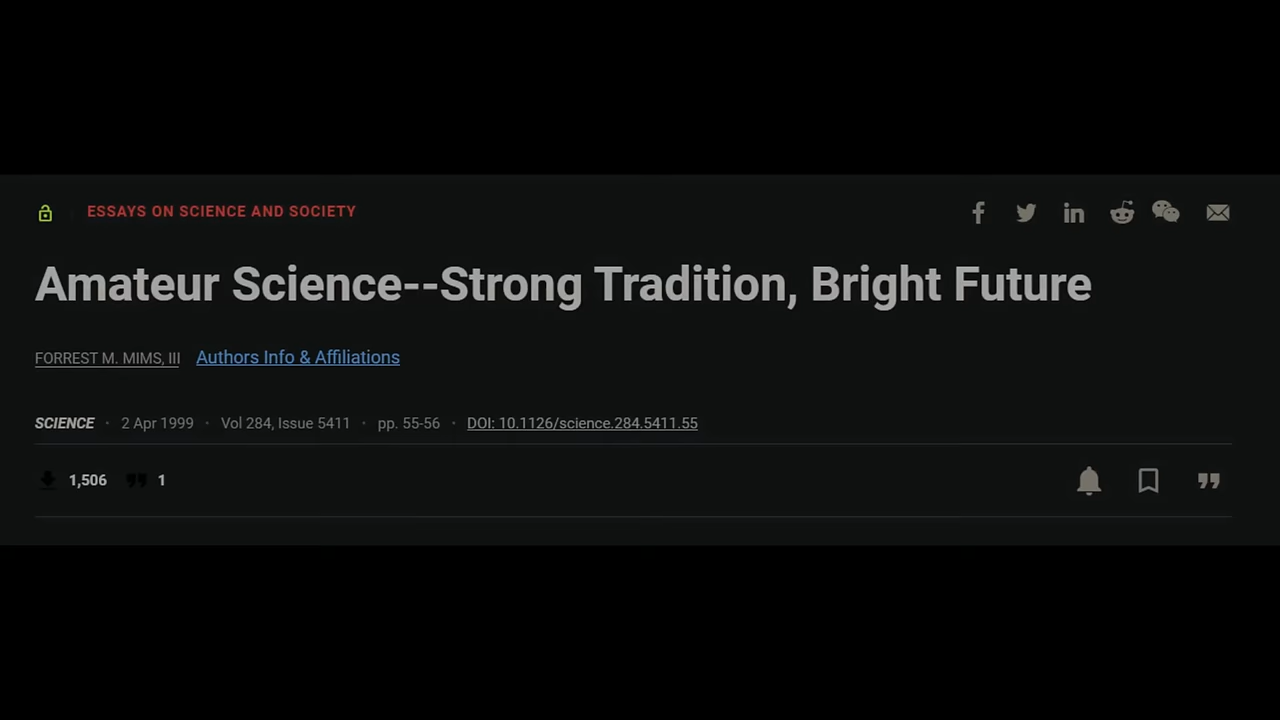 ESSAYS ON SCIENCE AND SOCIETY
Amateur Science--Strong Tradition, Bright Future
FORREST M. MIMS, III Authors Info & Affiliations
SCIENCE · 2 Apr 1999 · Vol 284, Issue 5411 · pp. 55-56 · DOI: 10.1126/science.284.5411.55
1,506 1